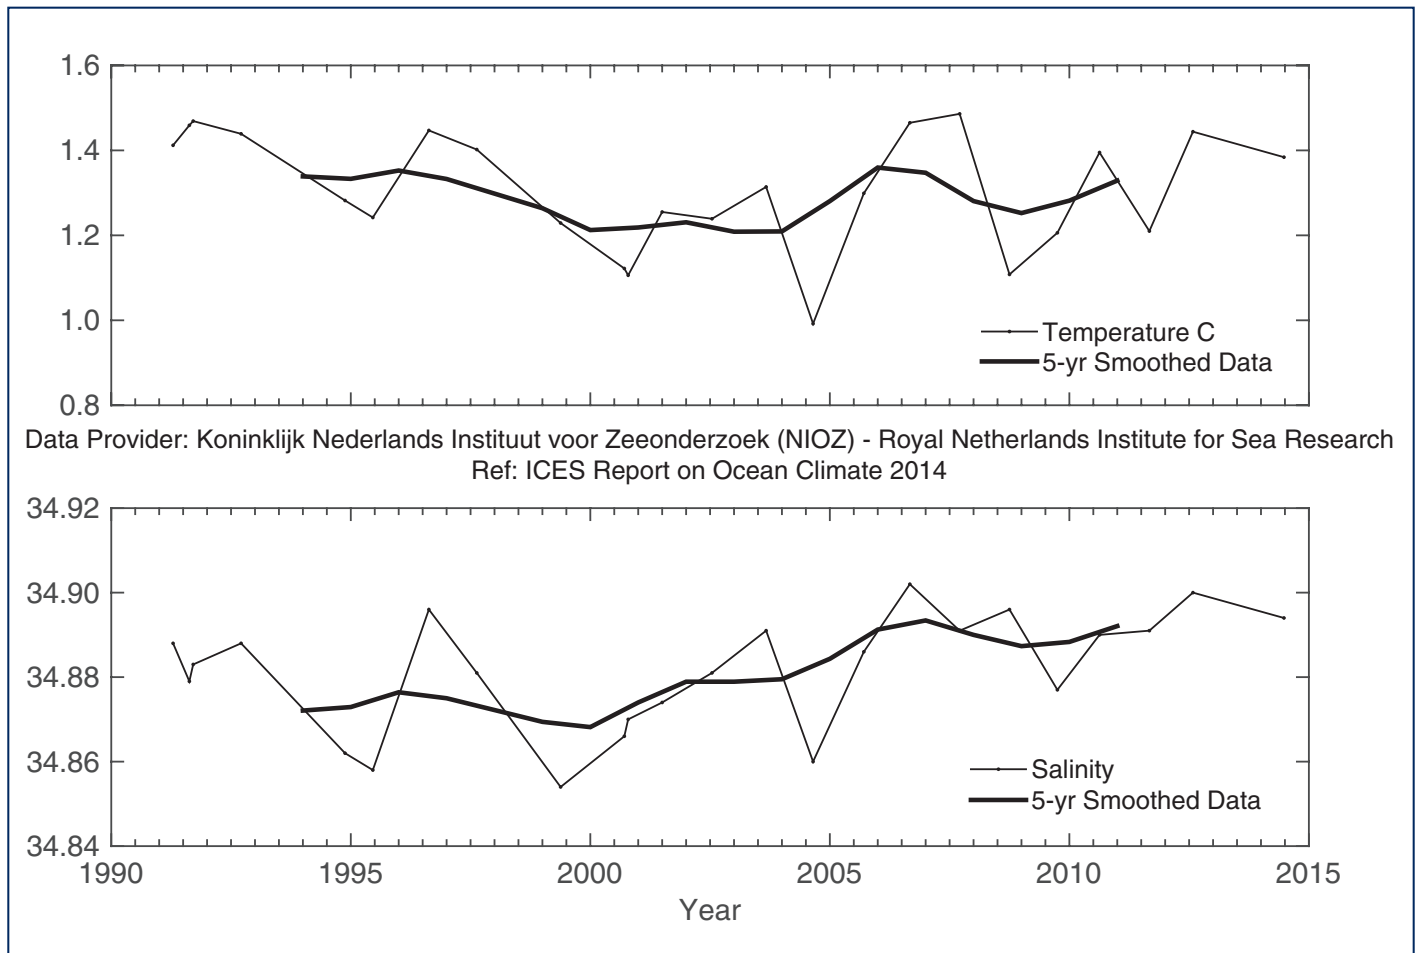 1.6
1.4
1.2
1.0
0.8
Temperature C
5-yr Smoothed Data
Data Provider: Koninklijk Nederlands Instituut voor Zeeonderzoek (NIOZ) - Royal Netherlands Institute for Sea Research
Ref: ICES Report on Ocean Climate 2014
34.92
34.90
34.88
34.86
34.84
Salinity
5-yr Smoothed Data
1990 1995 2000 2005 2010 2015
Year